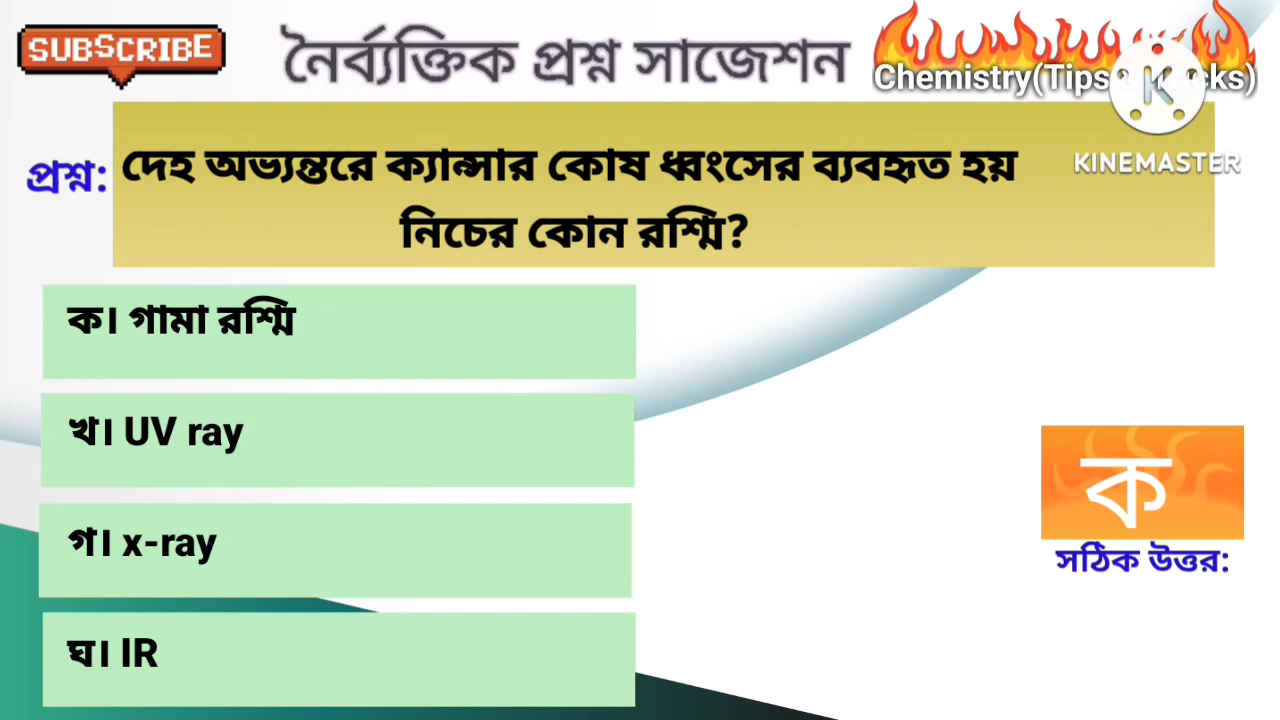 SUBSCRIBE
নৈর্ব্যক্তিক প্রশ্ন সাজেশন
Chemistry(Tips & Tricks)
KINEMASTER
প্রশ্ন:
দেহ অভ্যন্তরে ক্যান্সার কোষ ধ্বংসের ব্যবহৃত হয়
নিচের কোন রশ্মি?
ক। গামা রশ্মি
খ। UV ray
গ। x-ray
ঘ। IR
ক
সঠিক উত্তর: